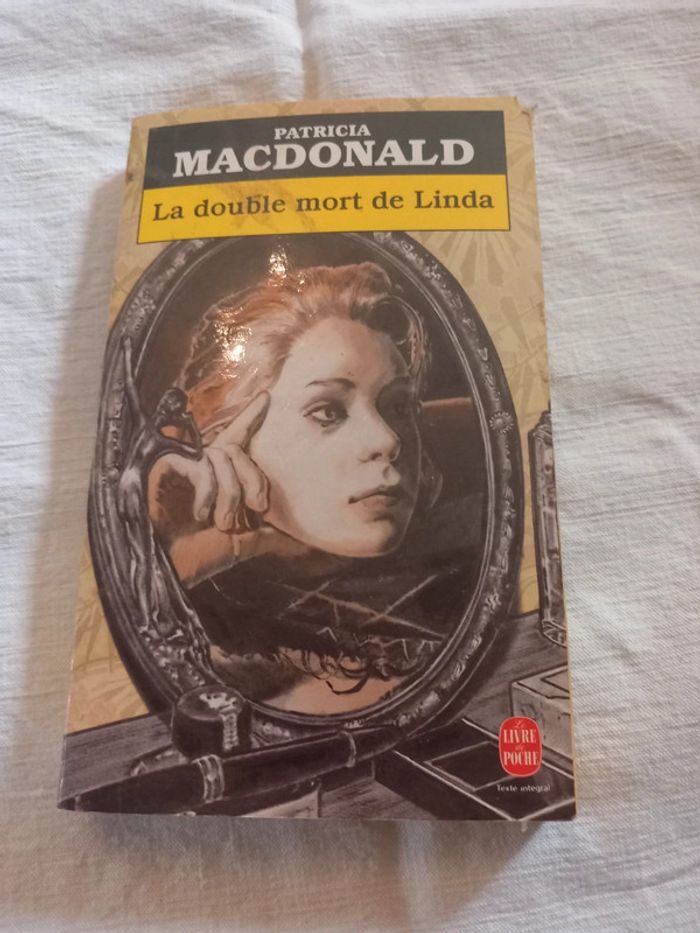 PATRICIA
MACDONALD
La double mort de Linda
Le
LIVRE
de
POCHE
Texte intégral